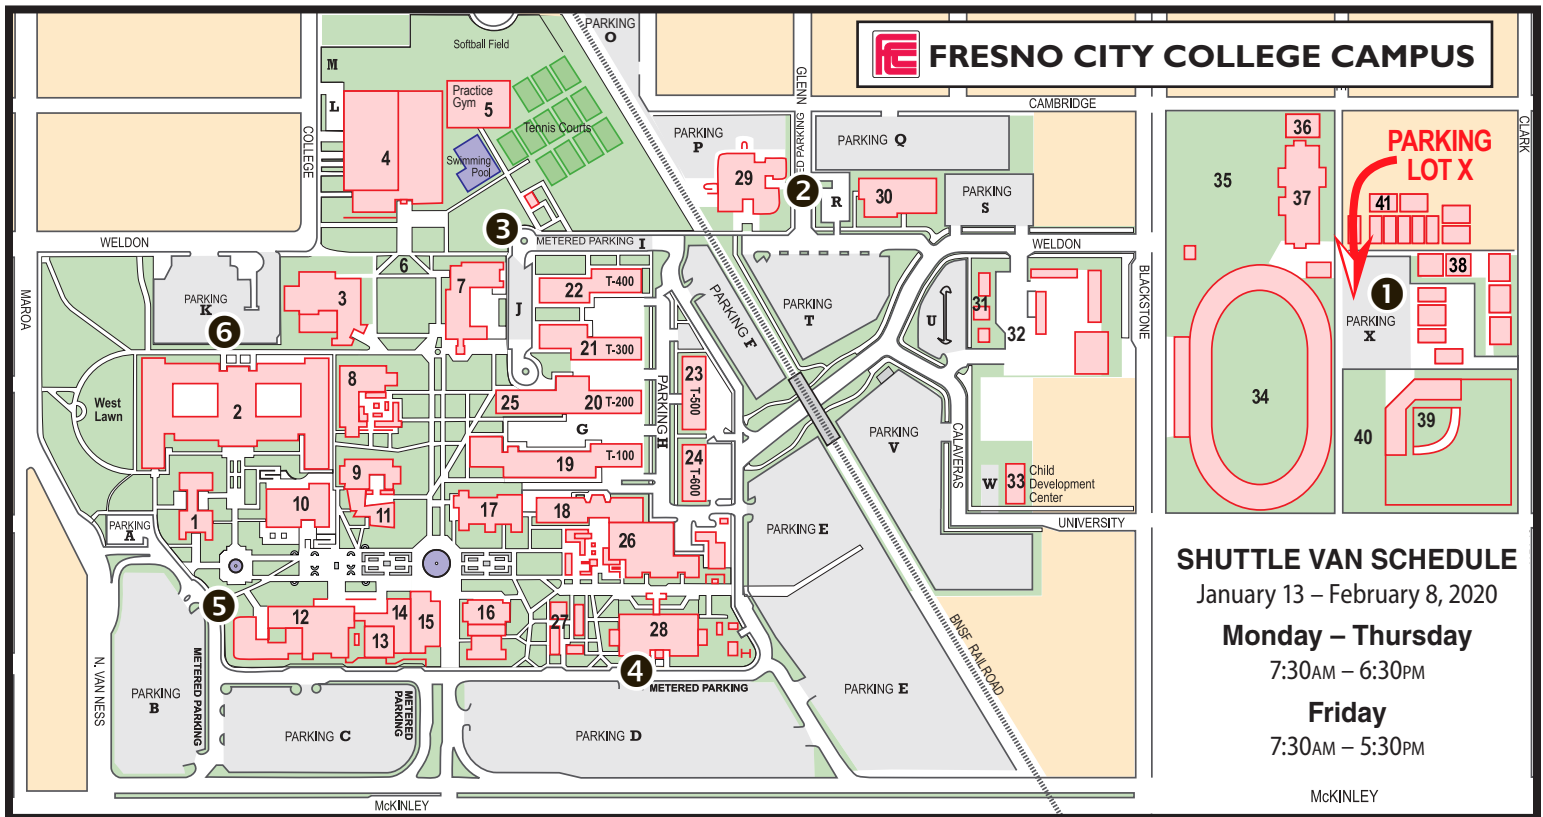 FCC FRESNO CITY COLLEGE CAMPUS
PARKING
O
Softball Field
M
GLENN
CAMBRIDGE
L
Practice
Gym
5
4
Tennis Courts
Swimming
Pool
COLLEGE
PARKING
P
PARKING Q
29
2
R
30
PARKING
S
36
35
37
PARKING
LOT X
CLARK
41
3
WELDON
METERED PARKING I
WELDON
6
7
3
J
22 T-400
PARKING
K
6
PARKING F
PARKING
T
U
31
32
BLACKSTONE
38
1
PARKING
X
MAROA
21 T-300
8
23
T-500
West
Lawn
2
25
20 T-200
G
PARKING H
34
39
40
PARKING
V
CALAVERAS
19
T-100
24
T-600
9
W
33
Child
Development
Center
10
11
1
17
18
PARKING
A
26
PARKING E
UNIVERSITY
5
12
14
13
15
16
27
28
4
N. VAN NESS
METERED PARKING
PARKING
B
METERED
PARKING
PARKING C
METERED PARKING
PARKING D
PARKING E
BNSF RAILROAD
SHUTTLE VAN SCHEDULE
January 13 – February 8, 2020
Monday – Thursday
7:30AM – 6:30PM
Friday
7:30AM – 5:30PM
McKINLEY
McKINLEY